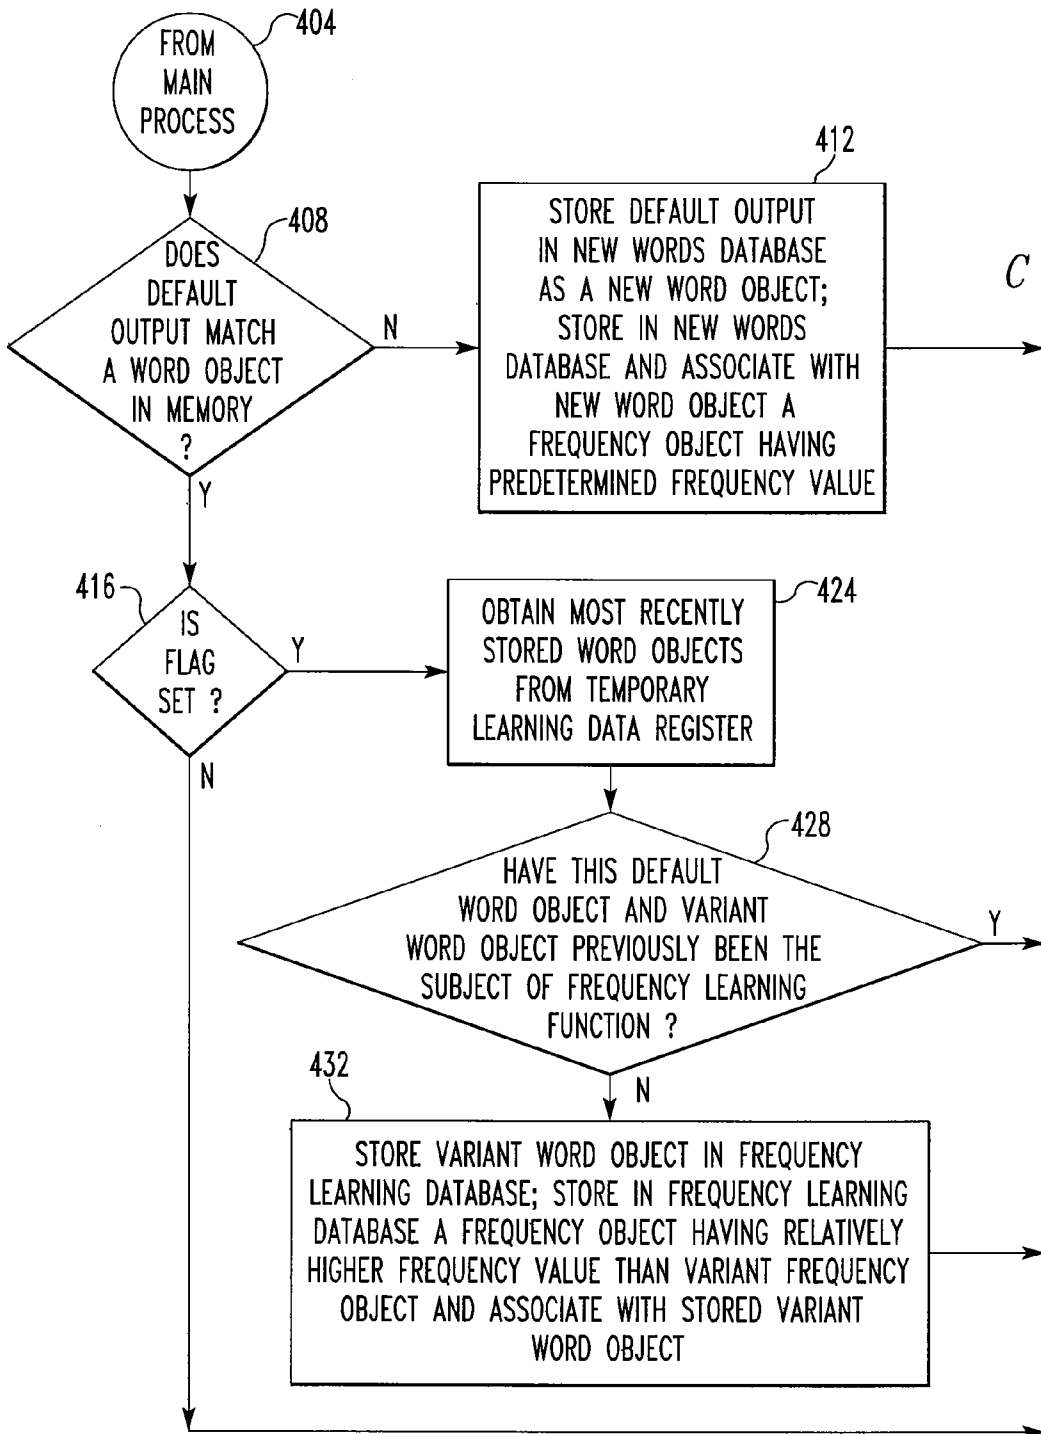 404
FROM
MAIN
PROCESS
412
408
STORE DEFAULT OUTPUT
IN NEW WORDS DATABASE
AS A NEW WORD OBJECT;
STORE IN NEW WORDS
DATABASE AND ASSOCIATE WITH
NEW WORD OBJECT A
FREQUENCY OBJECT HAVING
PREDETERMINED FREQUENCY VALUE
C
DOES
DEFAULT
OUTPUT MATCH
A WORD OBJECT
IN MEMORY
?
N
Y
416
IS
FLAG
SET ?
Y
N
424
OBTAIN MOST RECENTLY
STORED WORD OBJECTS
FROM TEMPORARY
LEARNING DATA REGISTER
428
HAVE THIS DEFAULT
WORD OBJECT AND VARIANT
WORD OBJECT PREVIOUSLY BEEN THE
SUBJECT OF FREQUENCY LEARNING
FUNCTION ?
Y
N
432
STORE VARIANT WORD OBJECT IN FREQUENCY
LEARNING DATABASE; STORE IN FREQUENCY LEARNING
DATABASE A FREQUENCY OBJECT HAVING RELATIVELY
HIGHER FREQUENCY VALUE THAN VARIANT FREQUENCY
OBJECT AND ASSOCIATE WITH STORED VARIANT
WORD OBJECT